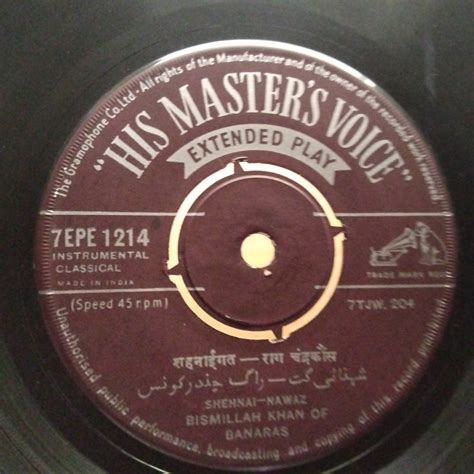 The Gramophone Co. Ltd. - All rights of the Manufacturer and of the owner of the recorded work reserved
"HIS MASTER'S VOICE"
EXTENDED PLAY
7EPE 1214
INSTRUMENTAL
CLASSICAL
MADE IN INDIA
TRADE MARK
(Speed 45 r.p.m)
7TJW. 204
शहनाईगत — राग चंद्रकौंस
شہنائی گت — راگ چندرکونس
SHEHNAI-NAWAZ
BISMILLAH KHAN OF
BANARAS
Unauthorised public performance, broadcasting and copying of this record